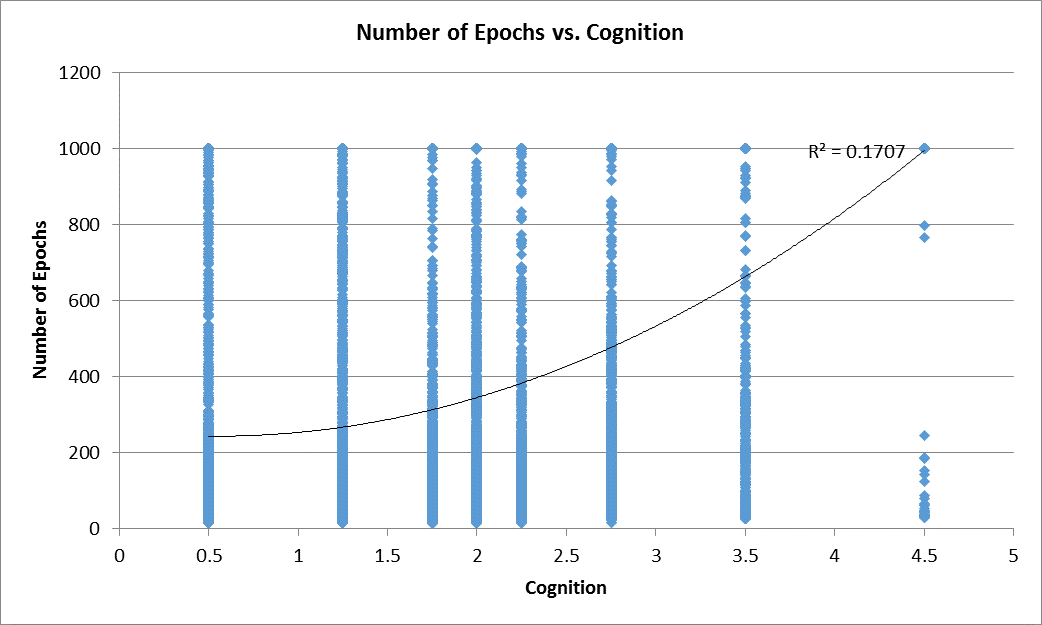 Number of Epochs vs. Cognition
1200
1000
800
600
400
200
0
Number of Epochs
R² = 0.1707
0 0.5 1 1.5 2 2.5 3 3.5 4 4.5 5
Cognition